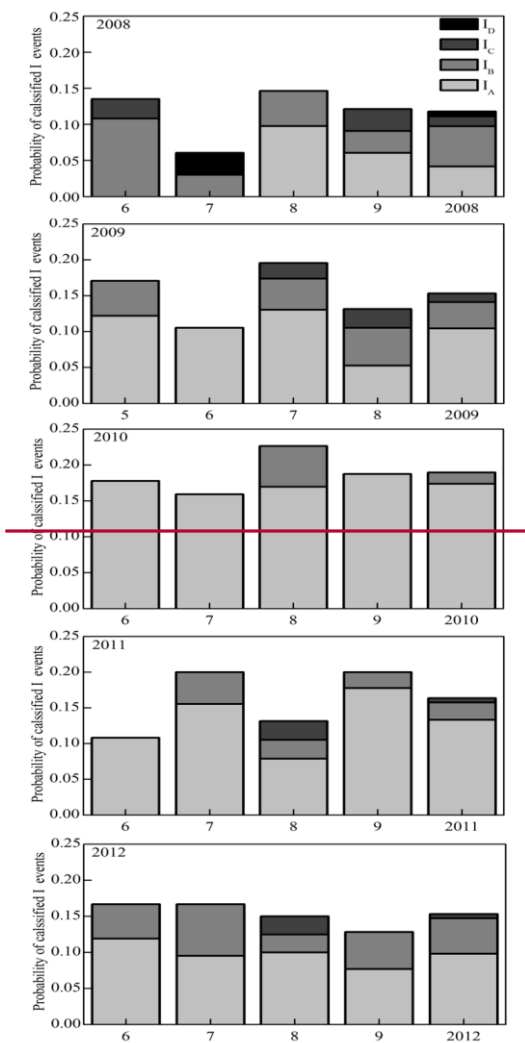 Probability of calssified I events
0.25
0.20
0.15
0.10
0.05
0.00
2008
I_D
I_C
I_B
I_A
6 7 8 9 2008
Probability of calssified I events
0.25
0.20
0.15
0.10
0.05
0.00
2009
5 6 7 8 2009
Probability of calssified I events
0.25
0.20
0.15
0.10
0.05
0.00
2010
6 7 8 9 2010
Probability of calssified I events
0.25
0.20
0.15
0.10
0.05
0.00
2011
6 7 8 9 2011
Probability of calssified I events
0.25
0.20
0.15
0.10
0.05
0.00
2012
6 7 8 9 2012